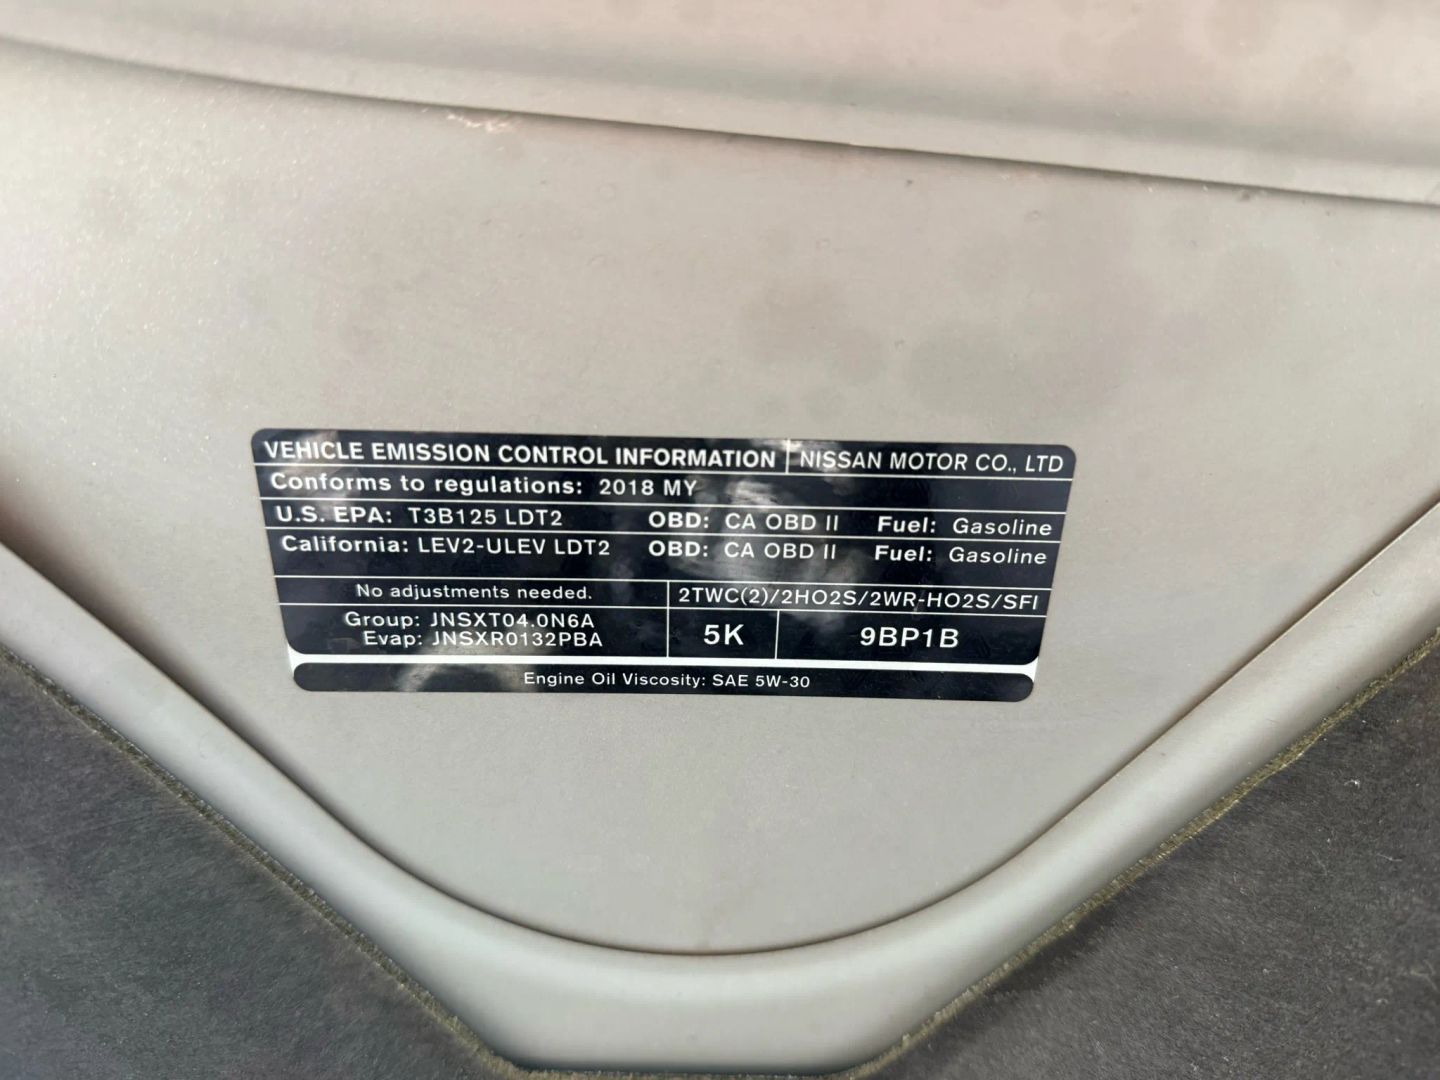 VEHICLE EMISSION CONTROL INFORMATION NISSAN MOTOR CO., LTD
Conforms to regulations: 2018 MY
U.S. EPA: T3B125 LDT2 OBD: CA OBD II Fuel: Gasoline
California: LEV2-ULEV LDT2 OBD: CA OBD II Fuel: Gasoline
No adjustments needed. 2TWC(2)/2HO2S/2WR-HO2S/SFI
Group: JNSXT04.0N6A
Evap: JNSXR0132PBA
5K 9BP1B
Engine Oil Viscosity: SAE 5W-30